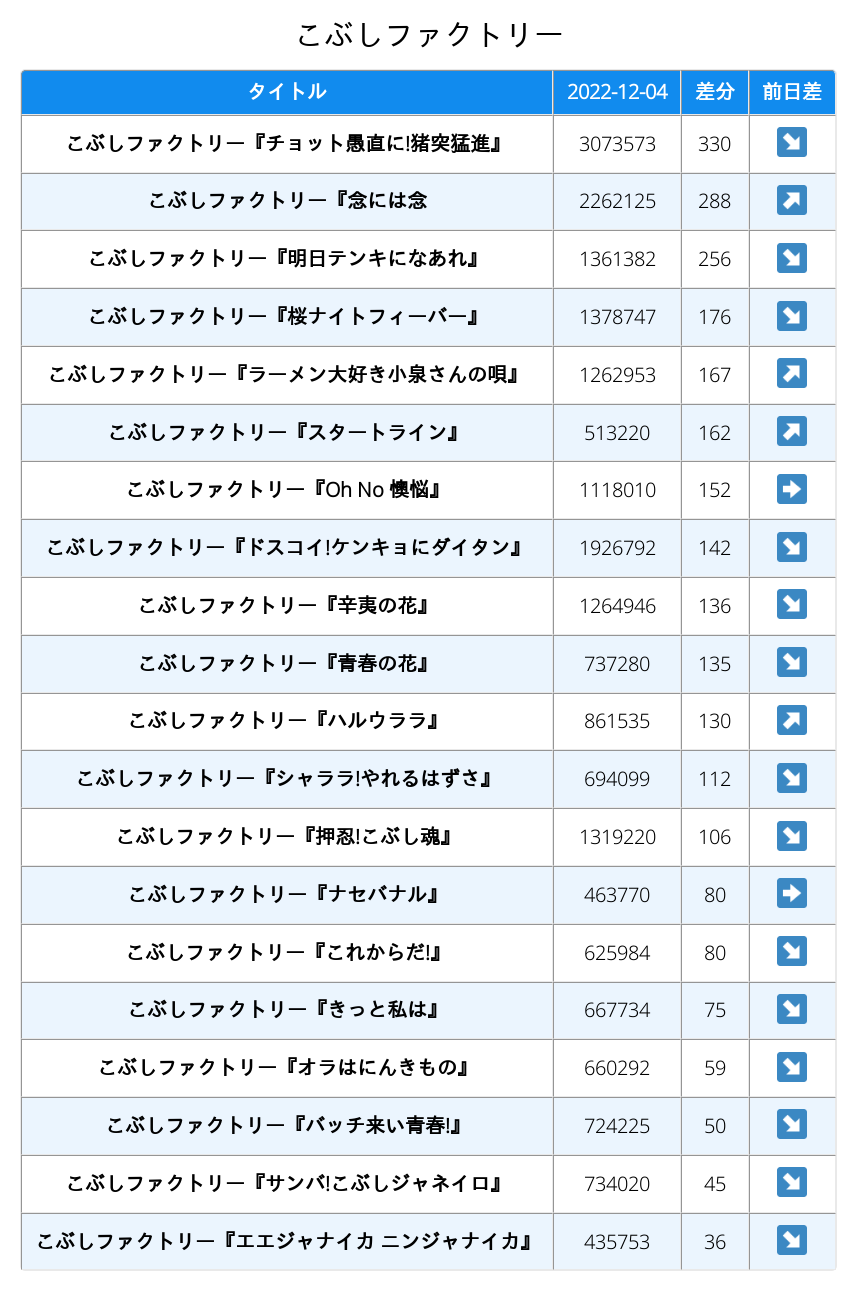 こぶしファクトリー
タイトル 2022-12-04 差分 前日差
こぶしファクトリー『チョット愚直に!猪突猛進』 3073573 330 ↘
こぶしファクトリー『念には念 2262125 288 ↗
こぶしファクトリー『明日テンキになあれ』 1361382 256 ↘
こぶしファクトリー『桜ナイトフィーバー』 1378747 176 ↘
こぶしファクトリー『ラーメン大好き小泉さんの唄』 1262953 167 ↗
こぶしファクトリー『スタートライン』 513220 162 ↗
こぶしファクトリー『Oh No 懊悩』 1118010 152 ➡
こぶしファクトリー『ドスコイ!ケンキョにダイタン』 1926792 142 ↘
こぶしファクトリー『辛夷の花』 1264946 136 ↘
こぶしファクトリー『青春の花』 737280 135 ↘
こぶしファクトリー『ハルウララ』 861535 130 ↗
こぶしファクトリー『シャララ!やれるはずさ』 694099 112 ↘
こぶしファクトリー『押忍!こぶし魂』 1319220 106 ↘
こぶしファクトリー『ナセバナル』 463770 80 ➡
こぶしファクトリー『これからだ!』 625984 80 ↘
こぶしファクトリー『きっと私は』 667734 75 ↘
こぶしファクトリー『オラはにんきもの』 660292 59 ↘
こぶしファクトリー『バッチ来い青春!』 724225 50 ↘
こぶしファクトリー『サンバ!こぶしジャネイロ』 734020 45 ↘
こぶしファクトリー『エエジャナイカ ニンジャナイカ』 435753 36 ↘